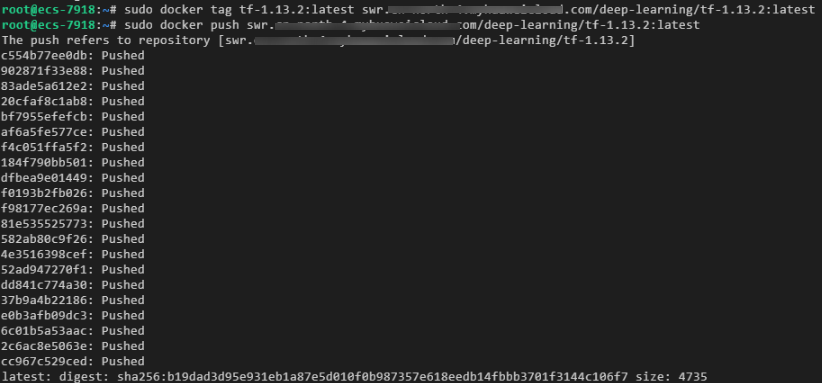 root@ecs-7918:~# sudo docker tag tf-1.13.2:latest swr..com/deep-learning/tf-1.13.2:latest
root@ecs-7918:~# sudo docker push swr..com/deep-learning/tf-1.13.2:latest
The push refers to repository [swr./deep-learning/tf-1.13.2]
c554b77ee0db: Pushed
902871f33e88: Pushed
83ade5a612e2: Pushed
20cfaf8c1ab8: Pushed
bf7955efefcb: Pushed
af6a5fe577ce: Pushed
f4c051ffa5f2: Pushed
184f790bb501: Pushed
dfbea9e01449: Pushed
f0193b2fb026: Pushed
f98177ec269a: Pushed
81e535525773: Pushed
582ab80c9f26: Pushed
4e3516398cef: Pushed
52ad947270f1: Pushed
dd841c774a30: Pushed
37b9a4b22186: Pushed
e0b3afb09dc3: Pushed
6c01b5a53aac: Pushed
2c6ac8e5063e: Pushed
cc967c529ced: Pushed
latest: digest: sha256:b19dad3d95e931eb1a87e5d010f0b987357e618eedb14fbbb3701f3144c106f7 size: 4735